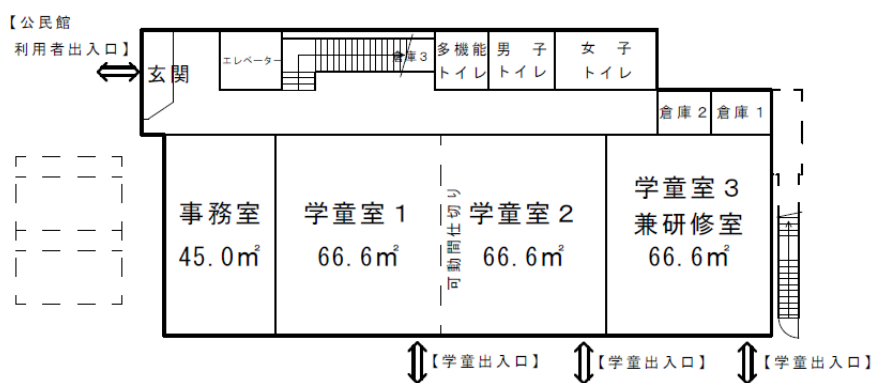 【公民館
利用者出入口】
玄関
エレベーター
倉庫3
多機能
トイレ
男子
トイレ
女子
トイレ
倉庫2
倉庫1
事務室
45.0㎡
学童室1
66.6㎡
可動間仕切り
学童室2
66.6㎡
学童室3
兼研修室
66.6㎡
【学童出入口】
【学童出入口】
【学童出入口】